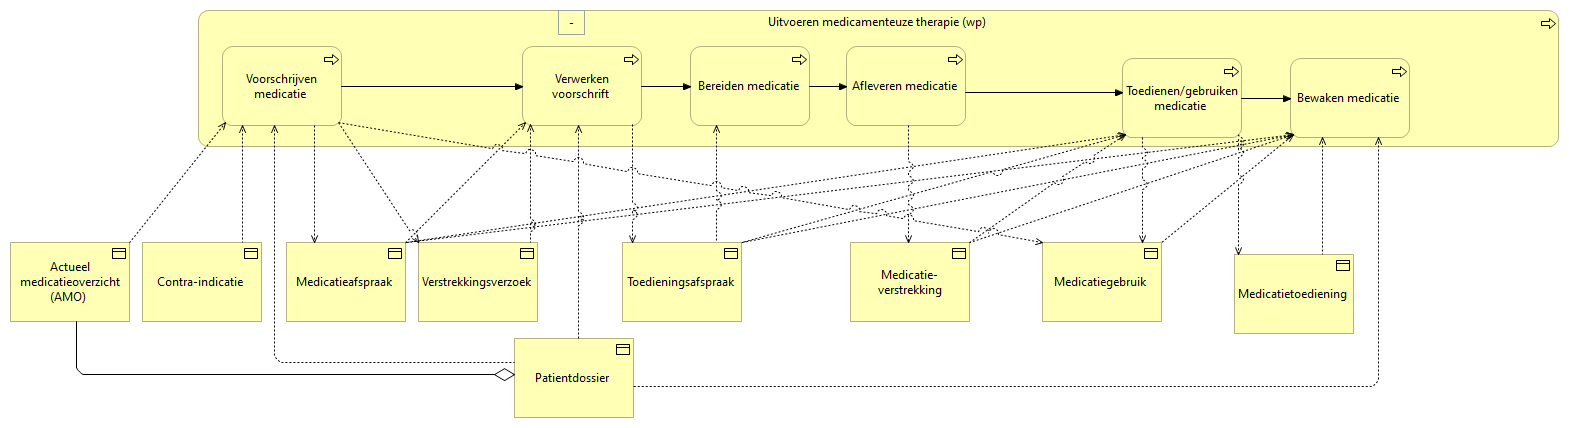 Uitvoeren medicamenteuze therapie (wp)
-
Voorschrijven
medicatie
Verwerken
voorschrift
Bereiden medicatie
Afleveren medicatie
Toedienen/gebruiken
medicatie
Bewaken medicatie
Actueel
medicatieoverzicht
(AMO)
Contra-indicatie
Medicatieafspraak
Verstrekkingsverzoek
Toedieningsafspraak
Medicatie-
verstrekking
Medicatiegebruik
Medicatietoediening
Patientdossier